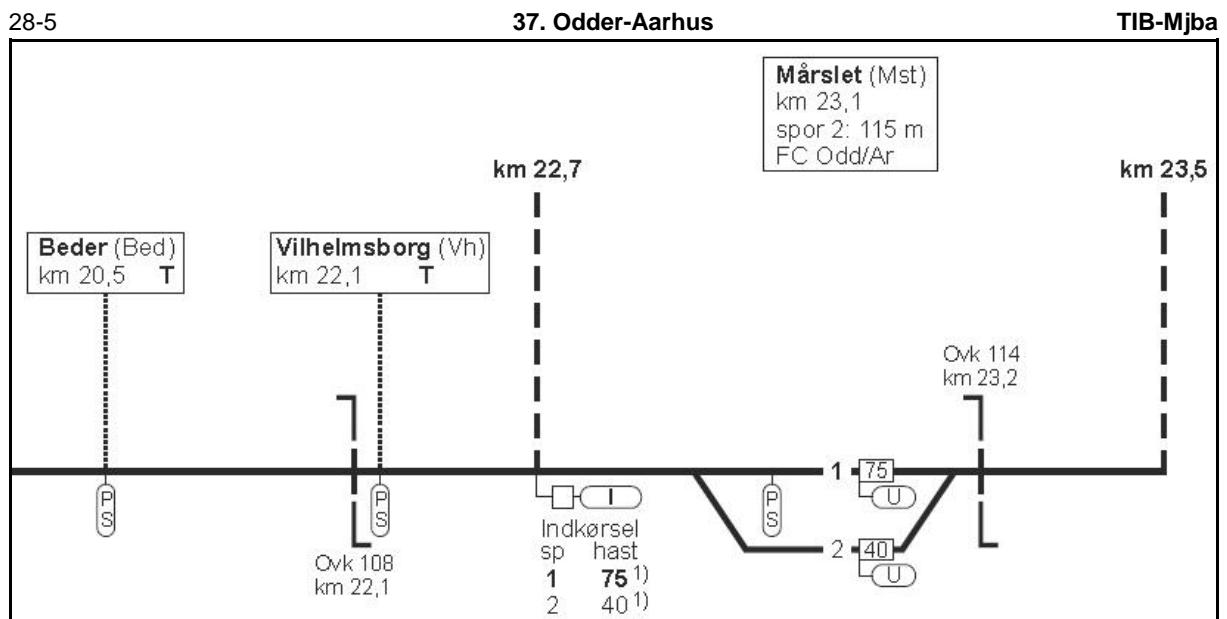 28-5 37. Odder-Aarhus TIB-Mjba
Mårslet (Mst)
km 23,1
spor 2: 115 m
FC Odd/Ar
km 22,7
km 23,5
Beder (Bed)
km 20,5 T
Vilhelmsborg (Vh)
km 22,1 T
Ovk 114
km 23,2
1 75
P
S
P
S
I
P
S
U
Indkørsel
sp hast
1 75 1)
2 40 1)
2 40
U
Ovk 108
km 22,1